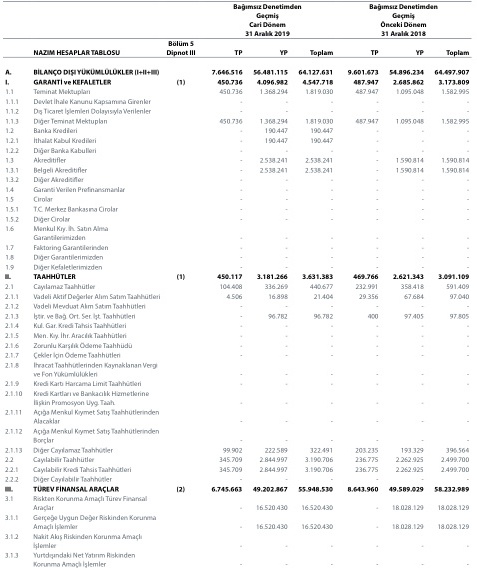 Bağımsız Denetimden Bağımsız Denetimden
Geçmiş Geçmiş
Cari Dönem Önceki Dönem
31 Aralık 2019 31 Aralık 2018
Bölüm 5
NAZIM HESAPLAR TABLOSU Dipnot III TP YP Toplam TP YP Toplam
A. BİLANÇO DIŞI YÜKÜMLÜLÜKLER (I+II+III) 7.646.516 56.481.115 64.127.631 9.601.673 54.896.234 64.497.907
I. GARANTİ ve KEFALETLER (1) 450.736 4.096.982 4.547.718 487.947 2.685.862 3.173.809
1.1 Teminat Mektupları 450.736 1.368.294 1.819.030 487.947 1.095.048 1.582.995
1.1.1 Devlet İhale Kanunu Kapsamına Girenler - - - - - -
1.1.2 Dış Ticaret İşlemleri Dolayısıyla Verilenler - - - - - -
1.1.3 Diğer Teminat Mektupları 450.736 1.368.294 1.819.030 487.947 1.095.048 1.582.995
1.2 Banka Kredileri - 190.447 190.447 - - -
1.2.1 İthalat Kabul Kredileri - 190.447 190.447 - - -
1.2.2 Diğer Banka Kabulleri - - - - - -
1.3 Akreditifler - 2.538.241 2.538.241 - 1.590.814 1.590.814
1.3.1 Belgeli Akreditifler - 2.538.241 2.538.241 - 1.590.814 1.590.814
1.3.2 Diğer Akreditifler - - - - - -
1.4 Garanti Verilen Prefinansmanlar - - - - - -
1.5 Cirolar - - - - - -
1.5.1 T.C. Merkez Bankasına Cirolar - - - - - -
1.5.2 Diğer Cirolar - - - - - -
1.6 Menkul Kıy. İh. Satın Alma
Garantilerimizden - - - - - -
1.7 Faktoring Garantilerinden - - - - - -
1.8 Diğer Garantilerimizden - - - - - -
1.9 Diğer Kefaletlerimizden - - - - - -
II. TAAHHÜTLER (1) 450.117 3.181.266 3.631.383 469.766 2.621.343 3.091.109
2.1 Cayılamaz Taahhütler 104.408 336.269 440.677 232.991 358.418 591.409
2.1.1 Vadeli Aktif Değerler Alım Satım Taahhütleri 4.506 16.898 21.404 29.356 67.684 97.040
2.1.2 Vadeli Mevduat Alım Satım Taahhütleri - - - - - -
2.1.3 İştir. ve Bağ. Ort. Ser. İşt. Taahhütleri - 96.782 96.782 400 97.405 97.805
2.1.4 Kul. Gar. Kredi Tahsis Taahhütleri - - - - - -
2.1.5 Men. Kıy. İhr. Aracılık Taahhütleri - - - - - -
2.1.6 Zorunlu Karşılık Ödeme Taahhüdü - - - - - -
2.1.7 Çekler İçin Ödeme Taahhütleri - - - - - -
2.1.8 İhracat Taahhütlerinden Kaynaklanan Vergi
ve Fon Yükümlülükleri - - - - - -
2.1.9 Kredi Kartı Harcama Limit Taahhütleri - - - - - -
2.1.10 Kredi Kartları ve Bankacılık Hizmetlerine
İlişkin Promosyon Uyg. Taah. - - - - - -
2.1.11 Açığa Menkul Kıymet Satış Taahhütlerinden
Alacaklar - - - - - -
2.1.12 Açığa Menkul Kıymet Satış Taahhütlerinden
Borçlar - - - - - -
2.1.13 Diğer Cayılamaz Taahhütler 99.902 222.589 322.491 203.235 193.329 396.564
2.2 Cayılabilir Taahhütler 345.709 2.844.997 3.190.706 236.775 2.262.925 2.499.700
2.2.1 Cayılabilir Kredi Tahsis Taahhütleri 345.709 2.844.997 3.190.706 236.775 2.262.925 2.499.700
2.2.2 Diğer Cayılabilir Taahhütler - - - - - -
III. TÜREV FİNANSAL ARAÇLAR (2) 6.745.663 49.202.867 55.948.530 8.643.960 49.589.029 58.232.989
3.1 Riskten Korunma Amaçlı Türev Finansal
Araçlar - 16.520.430 16.520.430 - 18.028.129 18.028.129
3.1.1 Gerçeğe Uygun Değer Riskinden Korunma
Amaçlı İşlemler - 16.520.430 16.520.430 - 18.028.129 18.028.129
3.1.2 Nakit Akış Riskinden Korunma Amaçlı
İşlemler - - - - - -
3.1.3 Yurtdışındaki Net Yatırım Riskinden
Korunma Amaçlı İşlemler - - - - - -